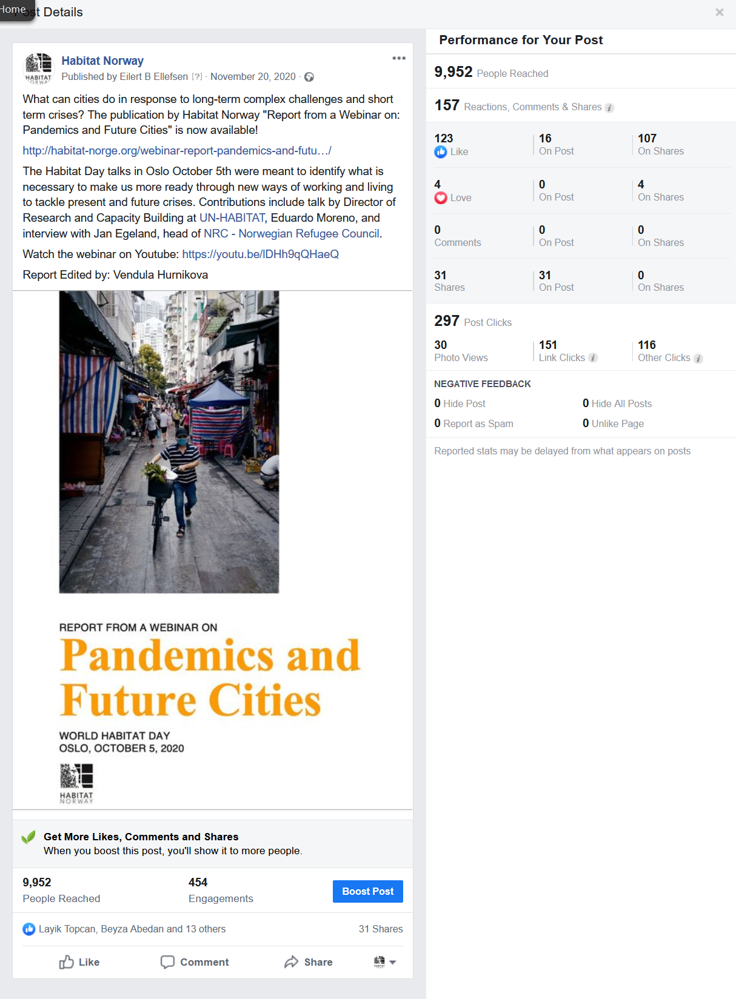 Home
Post Details
Habitat Norway
Published by Eilert B Ellefsen [?] · November 20, 2020 ·
What can cities do in response to long-term complex challenges and short
term crises? The publication by Habitat Norway "Report from a Webinar on:
Pandemics and Future Cities" is now available!
http://habitat-norge.org/webinar-report-pandemics-and-futu…/
The Habitat Day talks in Oslo October 5th were meant to identify what is
necessary to make us more ready through new ways of working and living
to tackle present and future crises. Contributions include talk by Director of
Research and Capacity Building at UN-HABITAT, Eduardo Moreno, and
interview with Jan Egeland, head of NRC - Norwegian Refugee Council.
Watch the webinar on Youtube: https://youtu.be/lDHh9qQHaeQ
Report Edited by: Vendula Hurnikova
REPORT FROM A WEBINAR ON
Pandemics and
Future Cities
WORLD HABITAT DAY
OSLO, OCTOBER 5, 2020
HABITAT
NORWAY
Get More Likes, Comments and Shares
When you boost this post, you'll show it to more people.
9,952
People Reached
454
Engagements
Boost Post
Layik Topcan, Beyza Abedan and 13 others
31 Shares
Like
Comment
Share
Performance for Your Post
9,952 People Reached
157 Reactions, Comments & Shares
123
Like
16
On Post
107
On Shares
4
Love
0
On Post
4
On Shares
0
Comments
0
On Post
0
On Shares
31
Shares
31
On Post
0
On Shares
297 Post Clicks
30
Photo Views
151
Link Clicks
116
Other Clicks
NEGATIVE FEEDBACK
0 Hide Post
0 Hide All Posts
0 Report as Spam
0 Unlike Page
Reported stats may be delayed from what appears on posts